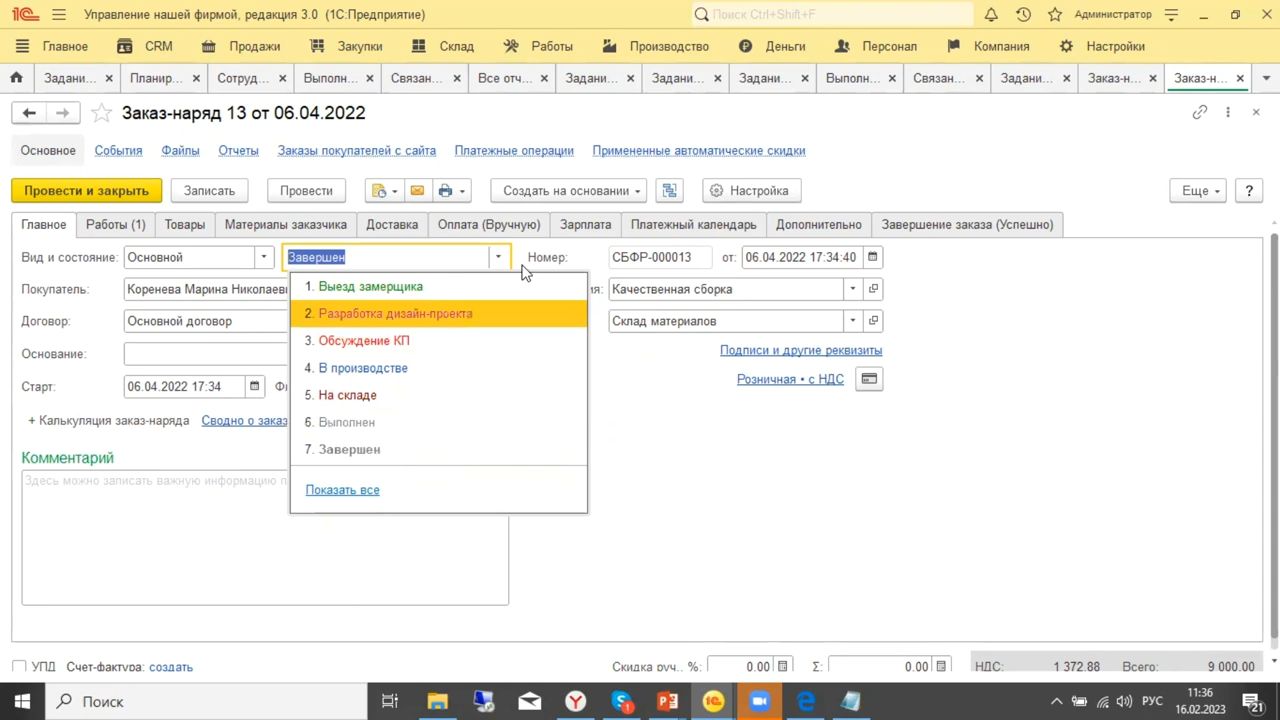 Управление нашей фирмой, редакция 3.0 (1С:Предприятие)
Поиск Ctrl+Shift+F
Администратор
Главное CRM Продажи Закупки Склад Работы Производство Деньги Персонал Компания Настройки
Задани... Планир... Сотруд... Выполн... Связан... Все отч... Задани... Задани... Задани... Выполн... Связан... Задани... Заказ-н... Заказ-н...
Заказ-наряд 13 от 06.04.2022
Основное События Файлы Отчеты Заказы покупателей с сайта Платежные операции Примененные автоматические скидки
Провести и закрыть Записать Провести Создать на основании Настройка Еще ?
Главное Работы (1) Товары Материалы заказчика Доставка Оплата (Вручную) Зарплата Платежный календарь Дополнительно Завершение заказа (Успешно)
Вид и состояние: Основной Завершен Номер: СБФР-000013 от: 06.04.2022 17:34:40
1. Выезд замерщика
Покупатель: Коренева Марина Николаев
Качественная сборка
2. Разработка дизайн-проекта
Договор: Основной договор
Склад материалов
3. Обсуждение КП
Основание:
Подписи и другие реквизиты
4. В производстве
Старт: 06.04.2022 17:34
Розничная • с НДС
5. На складе
+ Калькуляция заказ-наряда Сводно о заказ
6. Выполнен
7. Завершен
Комментарий
Здесь можно записать важную информацию п
Показать все
УПД Счет-фактура: создать Скидка руч., %: 0.00 Σ: 0.00 НДС: 1 372.88 Всего: 9 000.00
Поиск
РУС
11:36
16.02.2023
21